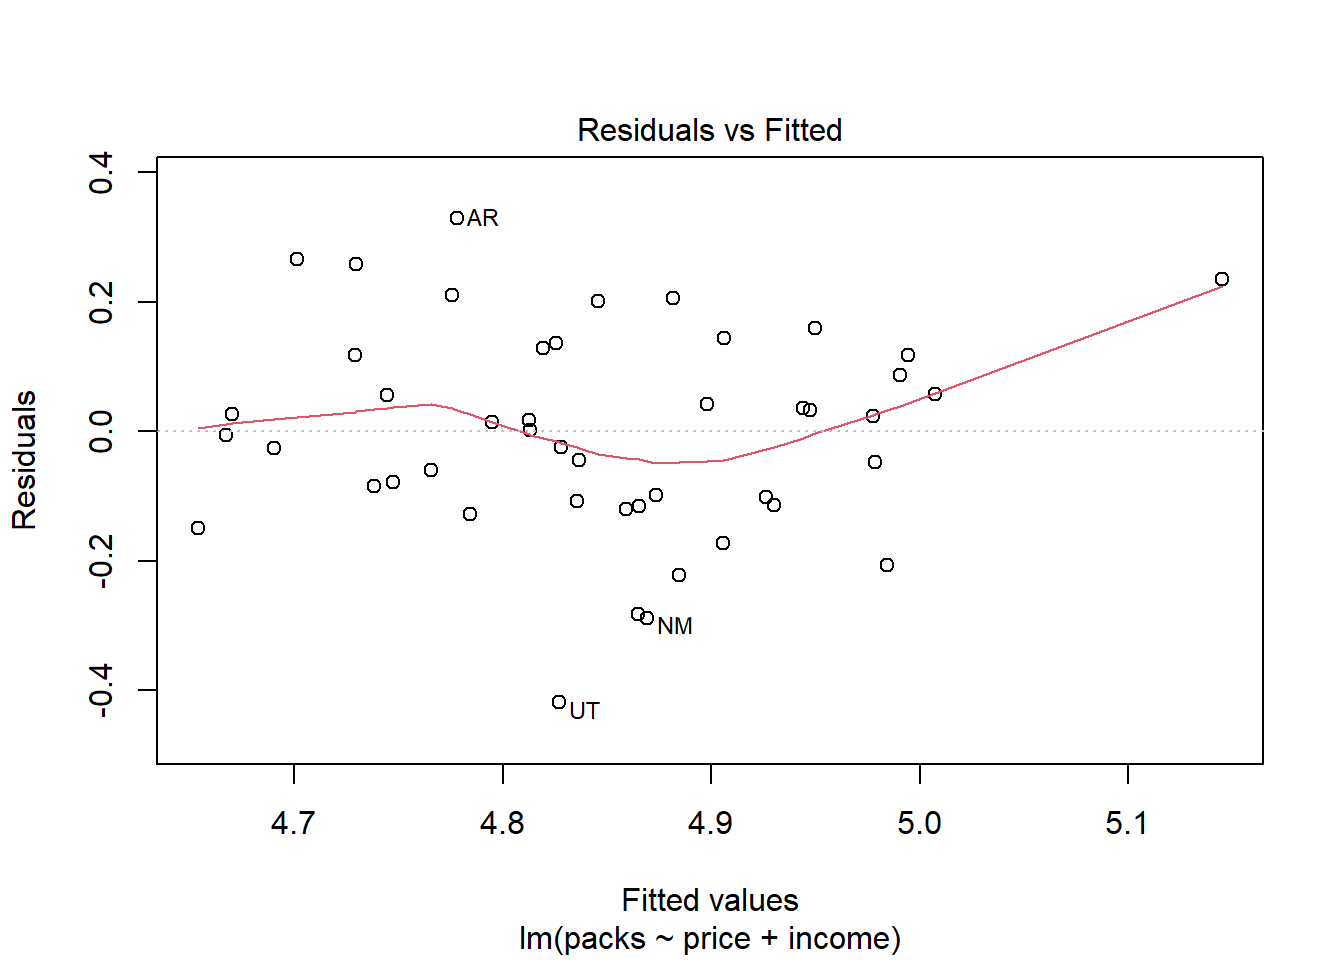 Residuals vs Fitted
Residuals
0.4
0.2
0.0
-0.2
-0.4
AR
NM
UT
4.7 4.8 4.9 5.0 5.1
Fitted values
lm(packs ~ price + income)